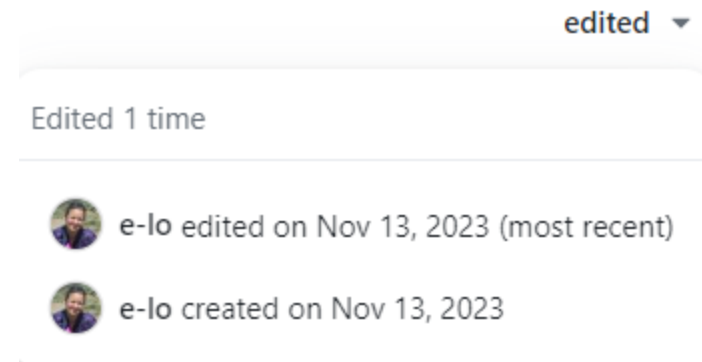 edited
Edited 1 time
e-lo edited on Nov 13, 2023 (most recent)
e-lo created on Nov 13, 2023